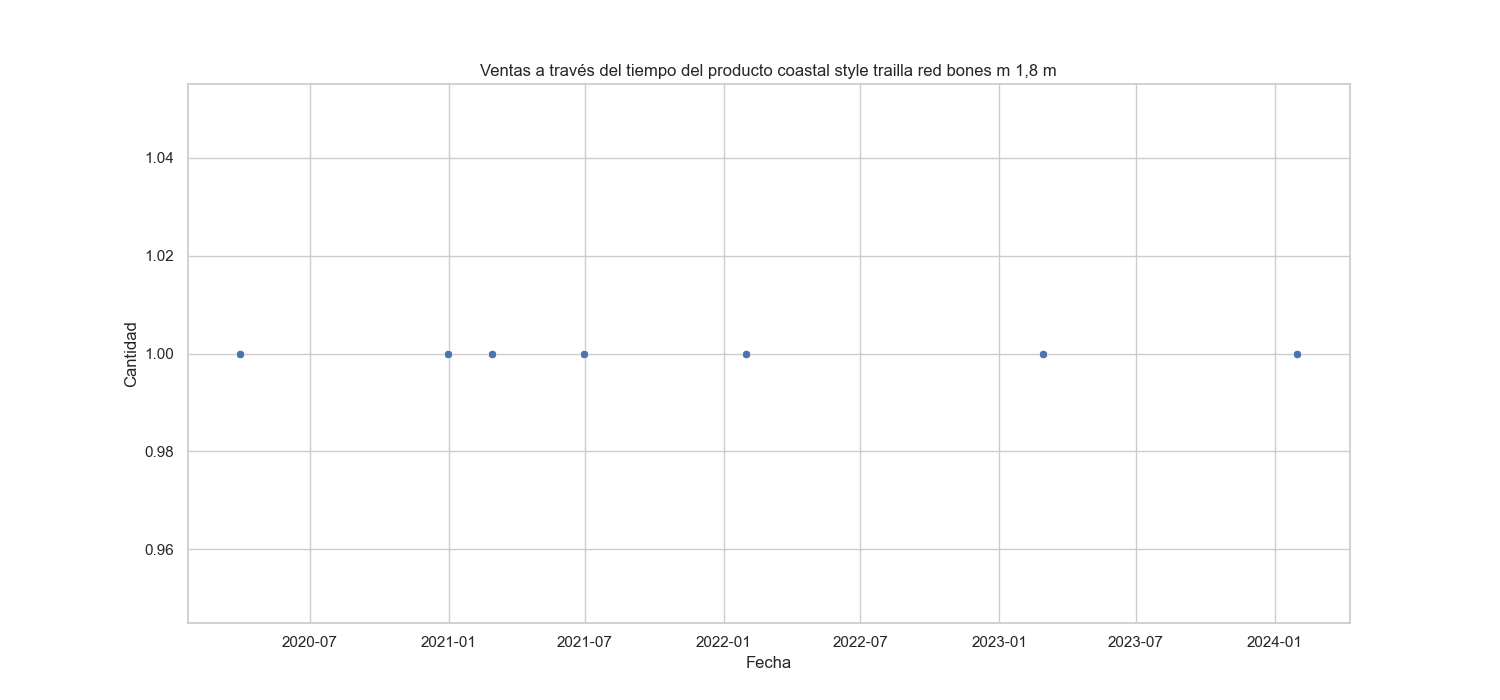 Ventas a través del tiempo del producto coastal style trailla red bones m 1,8 m
1.04
1.02
1.00
0.98
0.96
Cantidad
2020-07 2021-01 2021-07 2022-01 2022-07 2023-01 2023-07 2024-01
Fecha